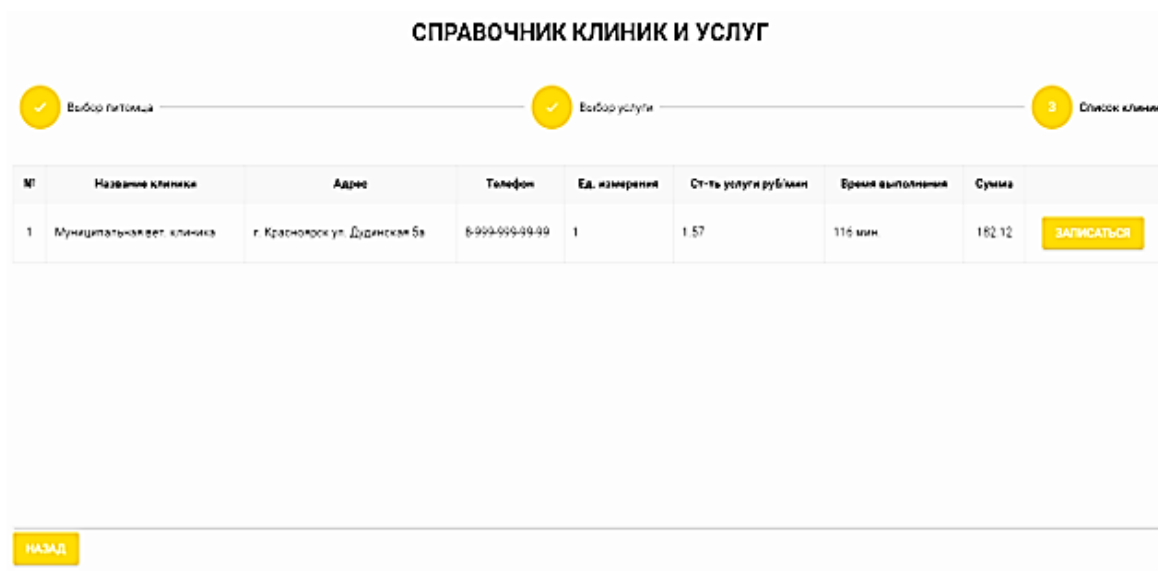 СПРАВОЧНИК КЛИНИК И УСЛУГ
Выбор питомца Выбор услуги 3 Список клиник
№ Название клиники Адрес Телефон Ед. измерения Ст-ть услуги руб/мин Время выполнения Сумма
1 Муниципальная вет. клиника г. Красноярск ул. Дудинская 5а 8-999-999-99-99 1 1.57 116 мин. 182.12 ЗАПИСАТЬСЯ
НАЗАД